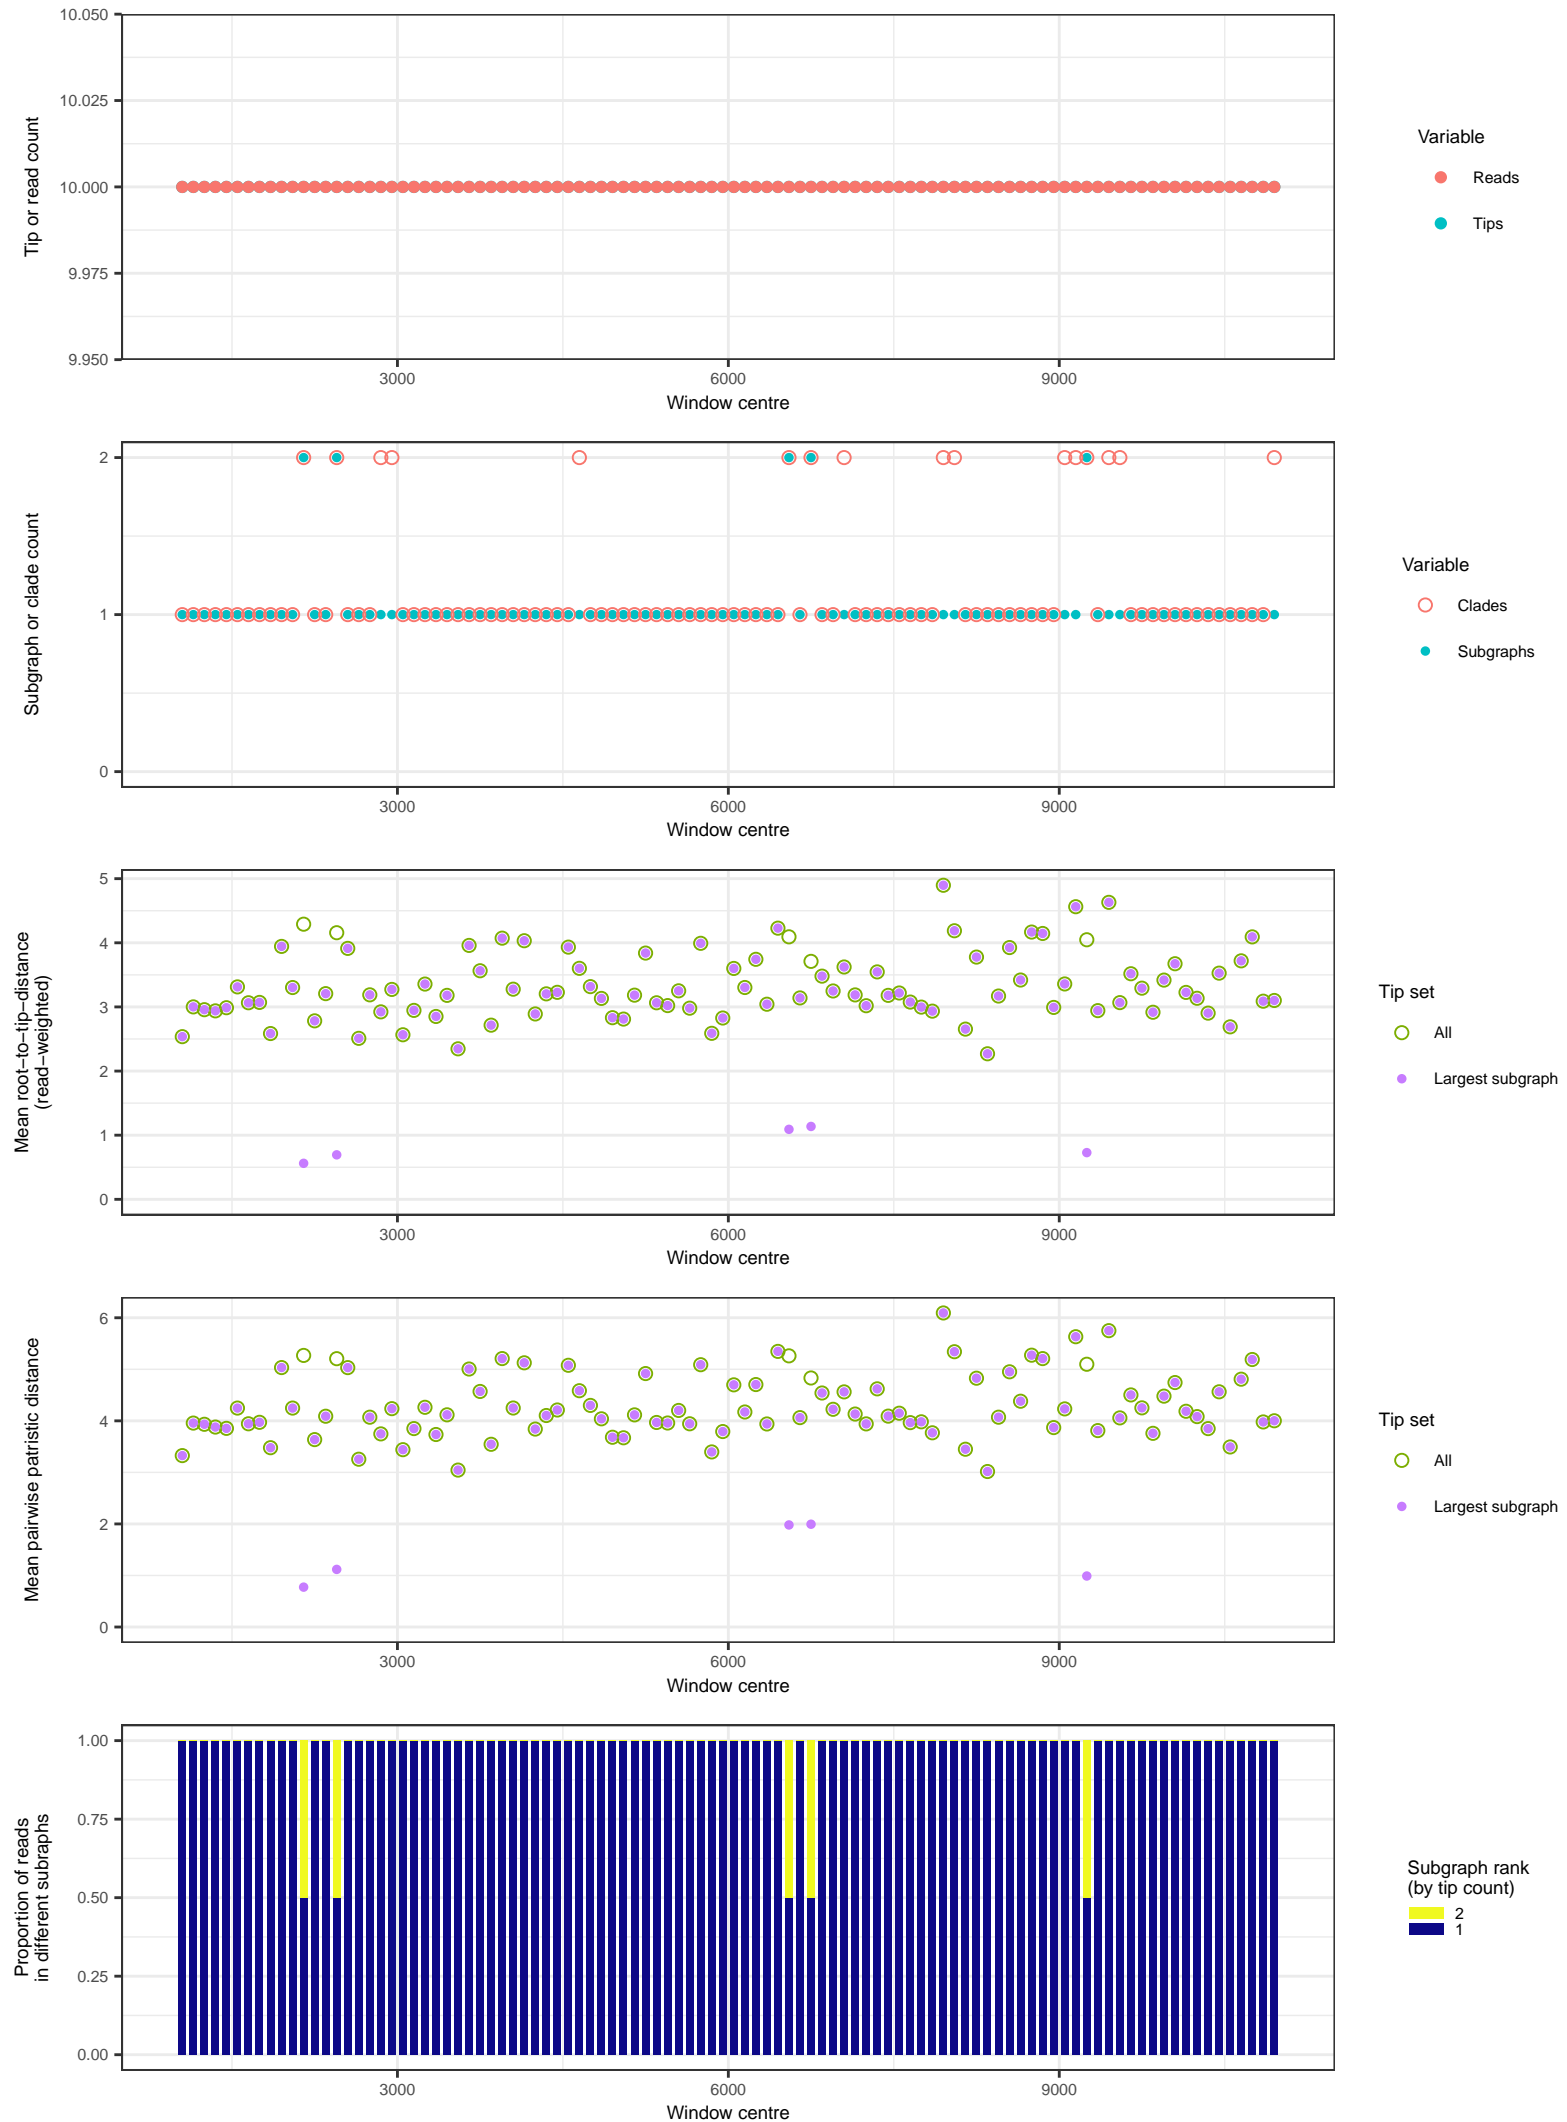 10.050
10.025
10.000
9.975
9.950
Tip or read count
3000
6000
9000
Window centre
Variable
Reads
Tips
2
1
0
Subgraph or clade count
3000
6000
9000
Window centre
Variable
Clades
Subgraphs
5
4
3
2
1
0
Mean root−to−tip−distance
(read−weighted)
3000
6000
9000
Window centre
Tip set
All
Largest subgraph
6
4
2
0
Mean pairwise patristic distance
3000
6000
9000
Window centre
Tip set
All
Largest subgraph
1.00
0.75
0.50
0.25
0.00
Proportion of reads
in different subraphs
3000
6000
9000
Window centre
Subgraph rank
(by tip count)
2
1